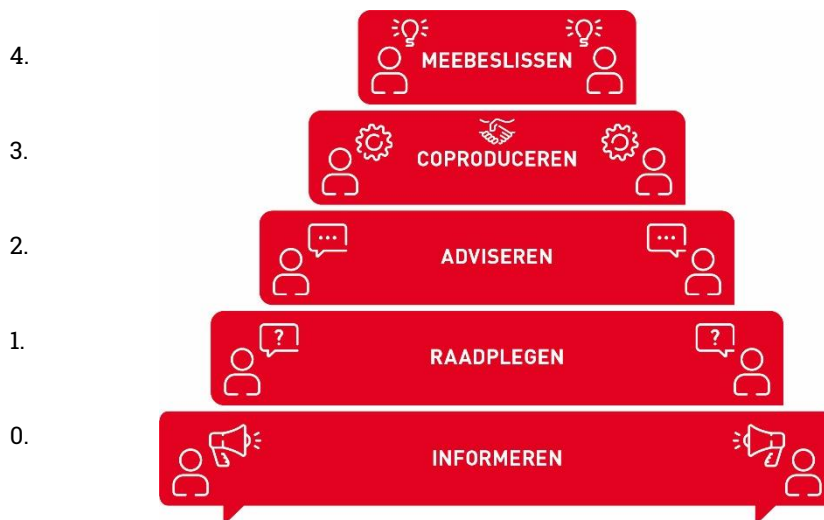 4.
MEEBESLISSEN
3.
COPRODUCEREN
2.
...
...
ADVISEREN
1.
?
?
RAADPLEGEN
0.
INFORMEREN